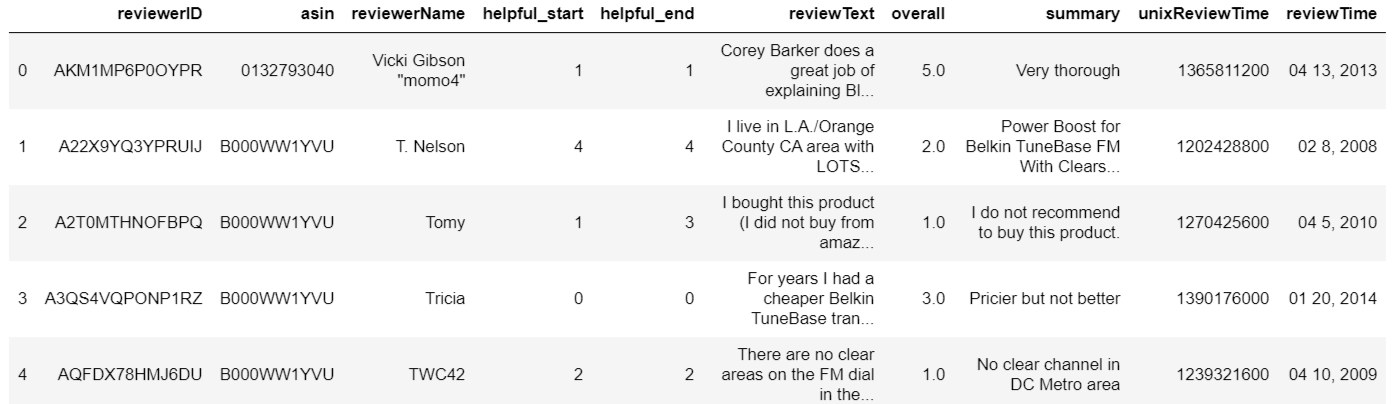 reviewerID asin reviewerName helpful_start helpful_end reviewText overall summary unixReviewTime reviewTime
0 AKM1MP6P0OYPR 0132793040 Vicki Gibson "momo4" 1 1 Corey Barker does a great job of explaining Bl... 5.0 Very thorough 1365811200 04 13, 2013
1 A22X9YQ3YPRUIJ B000WW1YVU T. Nelson 4 4 I live in L.A./Orange County CA area with LOTS... 2.0 Power Boost for Belkin TuneBase FM With Clears... 1202428800 02 8, 2008
2 A2T0MTHNOFBPQ B000WW1YVU Tomy 1 3 I bought this product (I did not buy from amaz... 1.0 I do not recommend to buy this product. 1270425600 04 5, 2010
3 A3QS4VQPONP1RZ B000WW1YVU Tricia 0 0 For years I had a cheaper Belkin TuneBase tran... 3.0 Pricier but not better 1390176000 01 20, 2014
4 AQFDX78HMJ6DU B000WW1YVU TWC42 2 2 There are no clear areas on the FM dial in the... 1.0 No clear channel in DC Metro area 1239321600 04 10, 2009